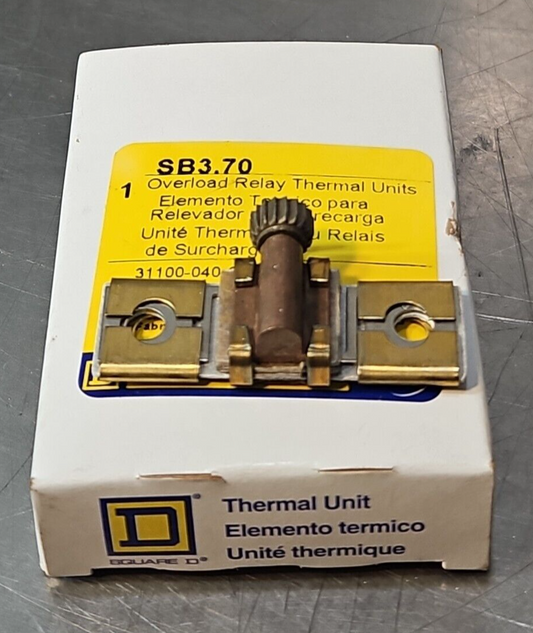 SB3.70
1 Overload Relay Thermal Units
Elemento para
Relevador
Unité Relais
de
31100-040
D
SQUARE D®
Thermal Unit
Elemento termico
Unité thermique